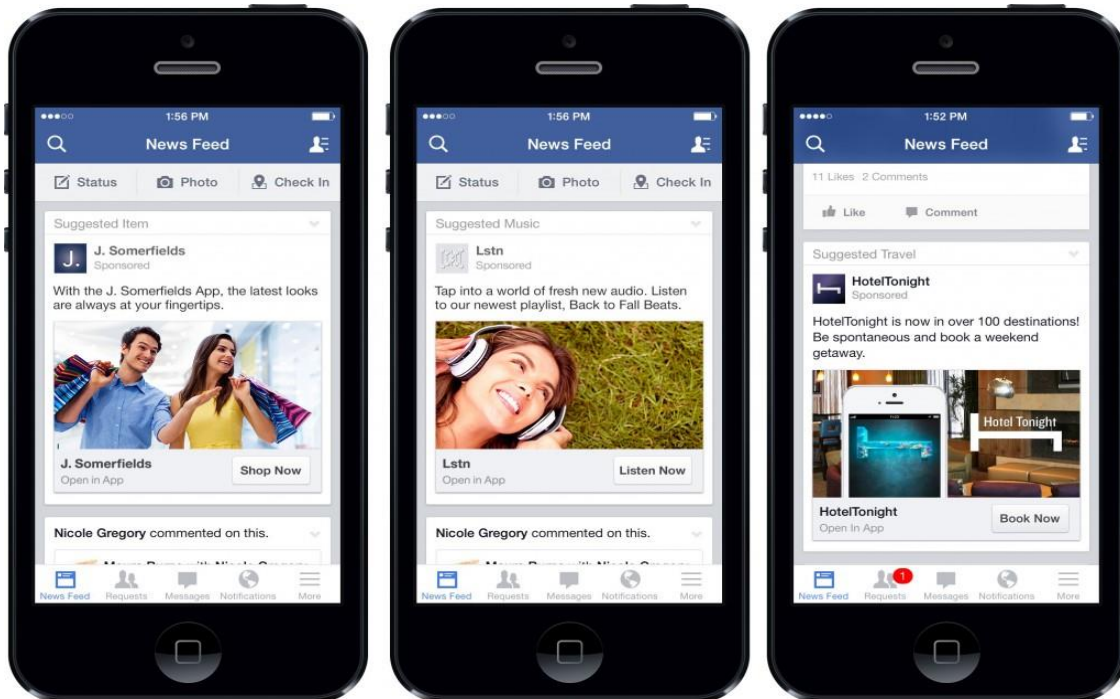 1:56 PM
News Feed
Status Photo Check In
Suggested Item
J.
J. Somerfields
Sponsored
With the J. Somerfields App, the latest looks
are always at your fingertips.
J. Somerfields
Open in App
Shop Now
Nicole Gregory commented on this.
News Feed Requests Messages Notifications More
1:56 PM
News Feed
Status Photo Check In
Suggested Music
Lstn
Sponsored
Tap into a world of fresh new audio. Listen
to our newest playlist, Back to Fall Beats.
Lstn
Open in App
Listen Now
Nicole Gregory commented on this.
News Feed Requests Messages Notifications More
1:52 PM
News Feed
11 Likes 2 Comments
Like Comment
Suggested Travel
HotelTonight
Sponsored
HotelTonight is now in over 100 destinations!
Be spontaneous and book a weekend
getaway.
Hotel Tonight
HotelTonight
Open In App
Book Now
1
News Feed Requests Messages Notifications More